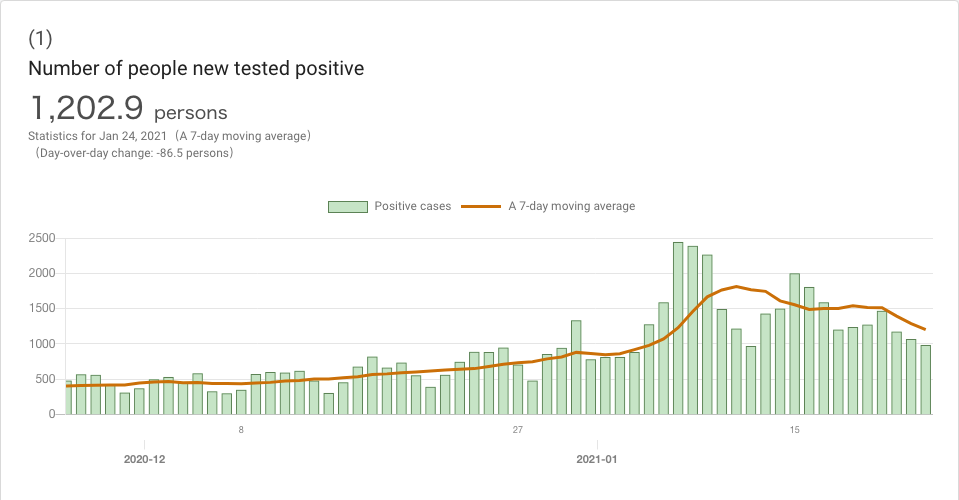 (1)
Number of people new tested positive
1,202.9 persons
Statistics for Jan 24, 2021（A 7-day moving average）
（Day-over-day change: -86.5 persons）
Positive cases A 7-day moving average
2500
2000
1500
1000
500
0
8 27 15
2020-12 2021-01